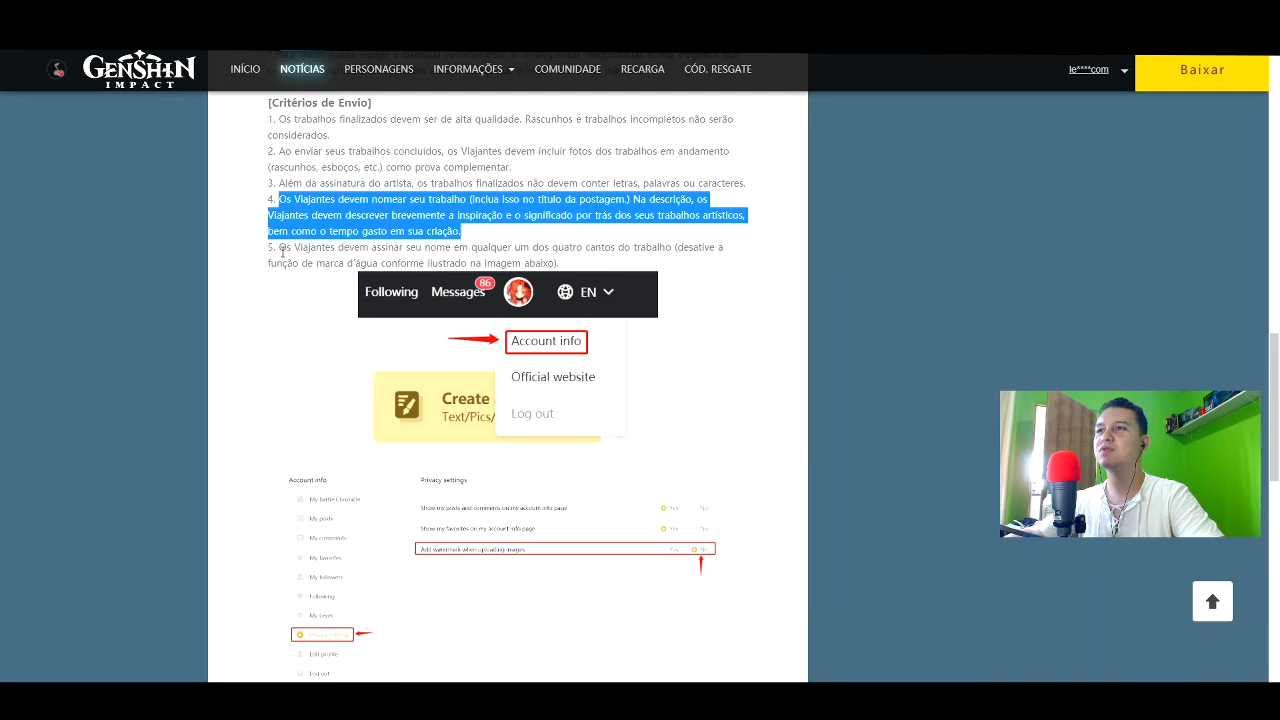 GENSHIN
IMPACT
INÍCIO NOTÍCIAS PERSONAGENS INFORMAÇÕES COMUNIDADE RECARGA CÓD. RESGATE
le****com
Baixar
[Critérios de Envio]
1. Os trabalhos finalizados devem ser de alta qualidade. Rascunhos e trabalhos incompletos não serão
considerados.
2. Ao enviar seus trabalhos concluídos, os Viajantes devem incluir fotos dos trabalhos em andamento
(rascunhos, esboços, etc.) como prova complementar.
3. Além da assinatura do artista, os trabalhos finalizados não devem conter letras, palavras ou caracteres.
4. Os Viajantes devem nomear seu trabalho (inclua isso no título da postagem.) Na descrição, os
Viajantes devem descrever brevemente a inspiração e o significado por trás dos seus trabalhos artísticos,
bem como o tempo gasto em sua criação.
5. Os Viajantes devem assinar seu nome em qualquer um dos quatro cantos do trabalho (desative a
função de marca d'água conforme ilustrado na imagem abaixo).
Following Messages 86 EN
Account info
Official website
Log out
Create
Text/Pics/
Account info
My Battle Chronicle
My posts
My comments
My favorites
My followers
Following
My Level
Edit profile
Log out
Privacy settings
Show my posts and comments on my account info page Yes No
Show my favorites on my account info page Yes No
Add watermark when uploading images Yes No